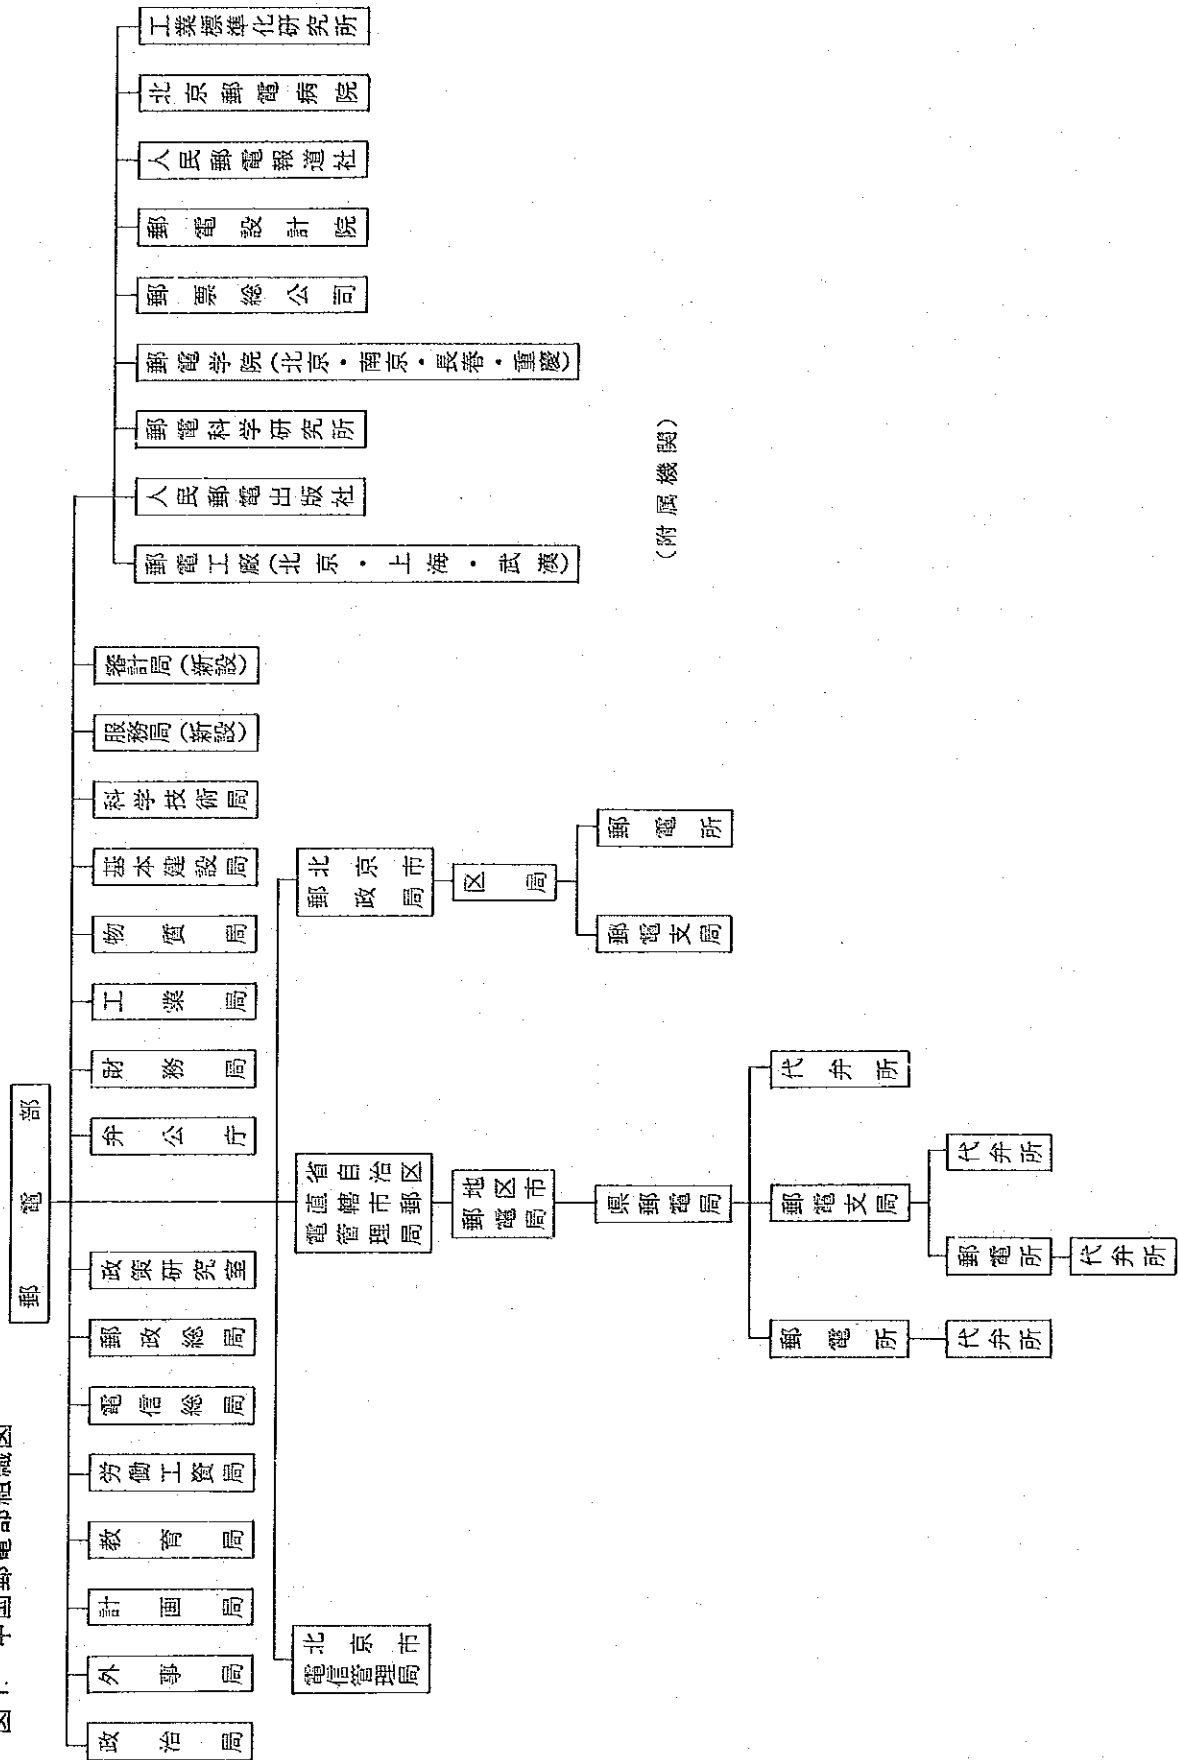 図1. 中国郵電部組織図
郵電部
政治局
外事局
計画局
教育局
労働工資局
電信総局
郵政総局
政策研究室
弁公庁
財務局
工業局
物質局
基本建設局
科学技術局
服務局(新設)
審計局(新設)
北京市
電信管理局
省自治区
直轄市郵
電管理局
地区市
郵電局
県郵電局
郵電所
代弁所
郵電支局
郵電所
代弁所
代弁所
代弁所
北京市
郵政局
区局
郵電支局
郵電所
郵電工廠(北京・上海・武漢)
人民郵電出版社
郵電科学研究所
郵電学院(北京・南京・長春・重慶)
郵票総公司
郵電設計院
人民郵電報道社
北京郵電病院
工業標準化研究所
(附属機関)